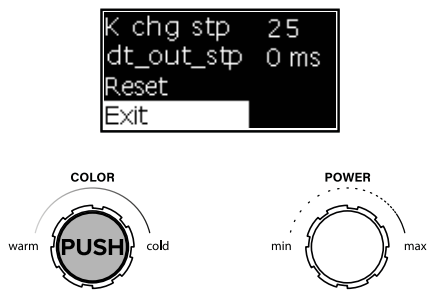 K chg stp 25
dt_out_stp 0 ms
Reset
Exit
COLOR
POWER
warm PUSH cold
min max